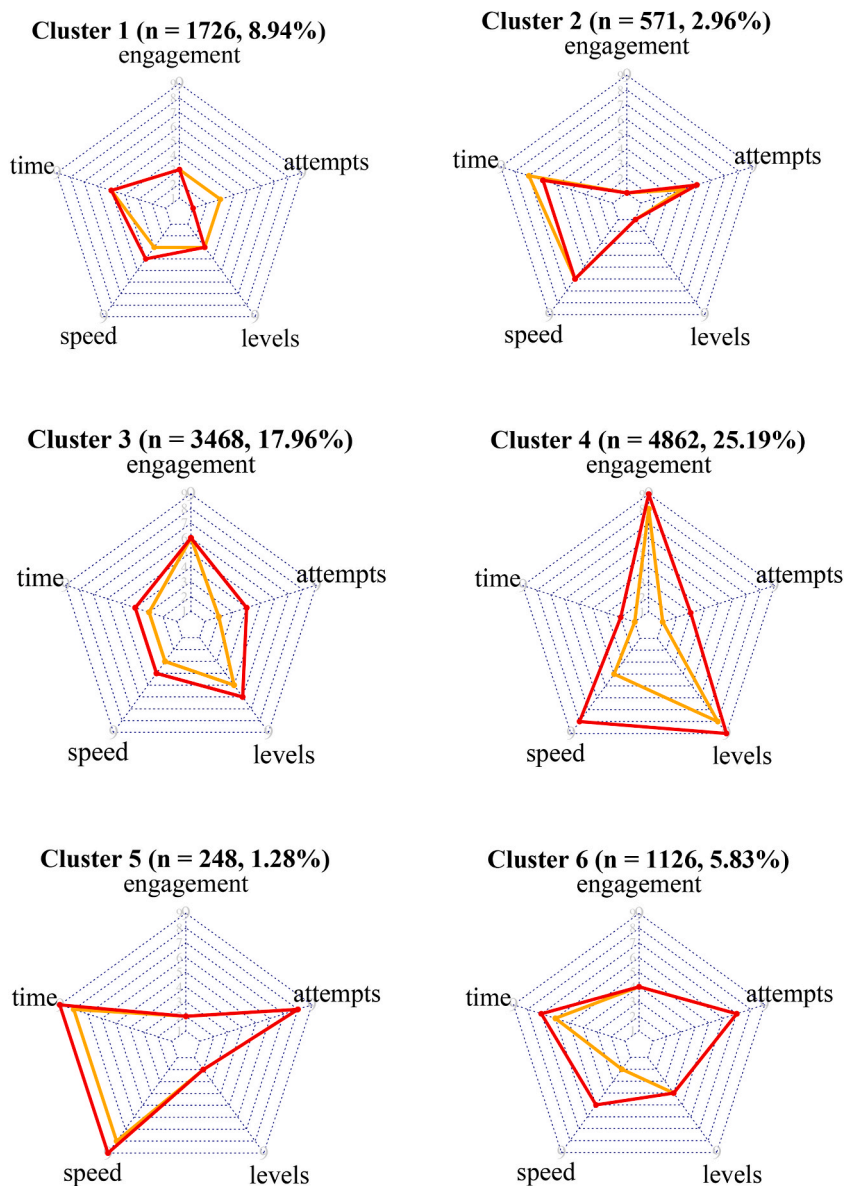 Cluster 1 (n = 1726, 8.94%)
engagement
time
attempts
speed
levels
Cluster 2 (n = 571, 2.96%)
engagement
time
attempts
speed
levels
Cluster 3 (n = 3468, 17.96%)
engagement
time
attempts
speed
levels
Cluster 4 (n = 4862, 25.19%)
engagement
time
attempts
speed
levels
Cluster 5 (n = 248, 1.28%)
engagement
time
attempts
speed
levels
Cluster 6 (n = 1126, 5.83%)
engagement
time
attempts
speed
levels